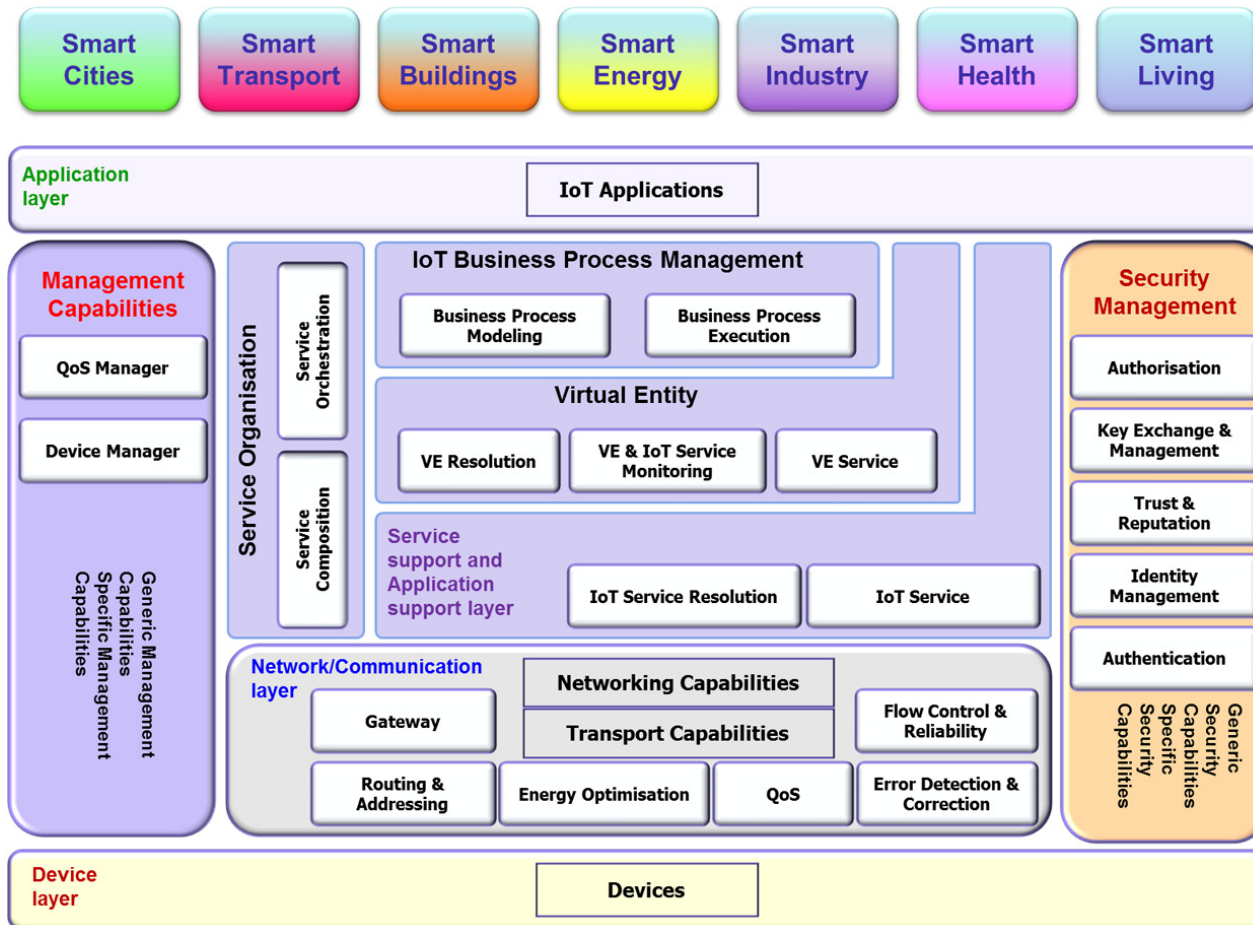 Smart
Cities
Smart
Transport
Smart
Buildings
Smart
Energy
Smart
Industry
Smart
Health
Smart
Living
Application
layer
IoT Applications
Management
Capabilities
QoS Manager
Device Manager
Generic Management
Capabilities
Specific Management
Capabilities
Service Organisation
Service
Orchestration
Service
Composition
IoT Business Process Management
Business Process
Modeling
Business Process
Execution
Virtual Entity
VE Resolution
VE & IoT Service
Monitoring
VE Service
Service
support and
Application
support layer
IoT Service Resolution
IoT Service
Network/Communication
layer
Networking Capabilities
Transport Capabilities
Gateway
Flow Control &
Reliability
Routing &
Addressing
Energy Optimisation
QoS
Error Detection &
Correction
Security
Management
Authorisation
Key Exchange &
Management
Trust &
Reputation
Identity
Management
Authentication
Generic
Security
Capabilities
Specific
Security
Capabilities
Device
layer
Devices